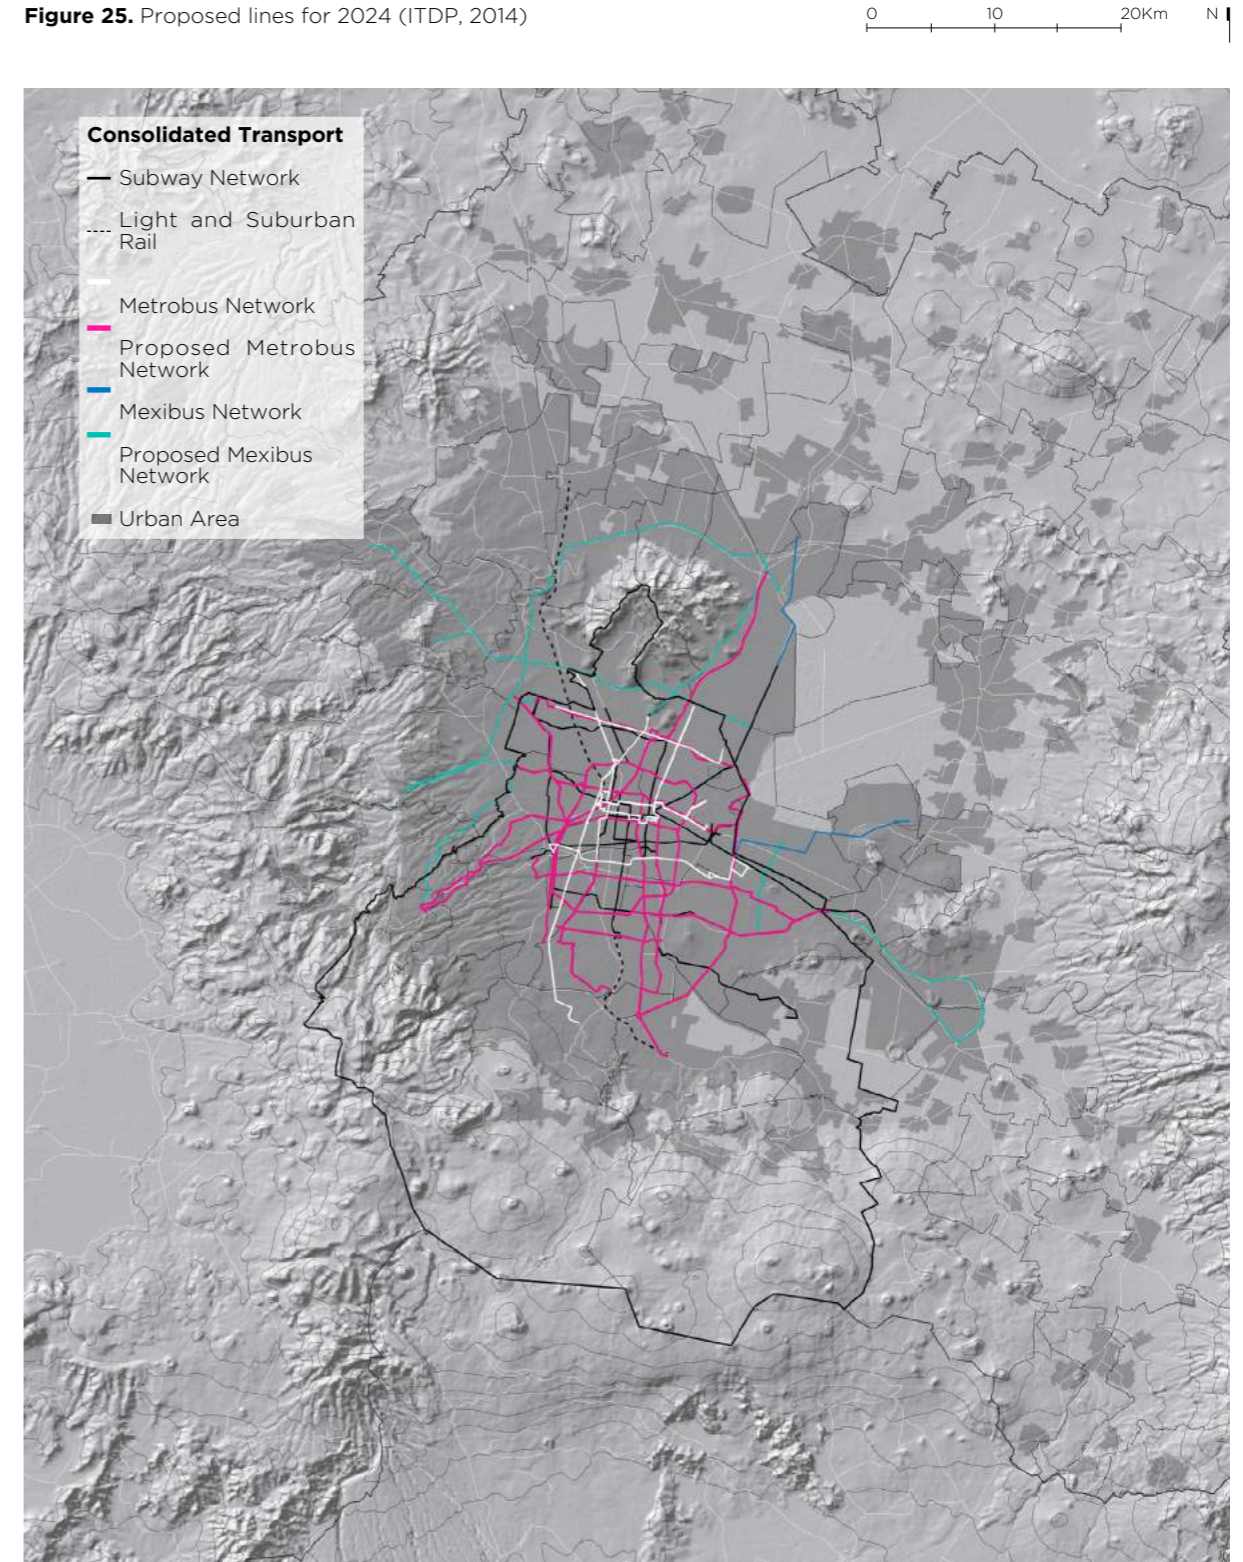 Figure 25. Proposed lines for 2024 (ITDP, 2014)
0 10 20Km N
Consolidated Transport
Subway Network
Light and Suburban
Rail
Metrobus Network
Proposed Metrobus
Network
Mexibus Network
Proposed Mexibus
Network
Urban Area